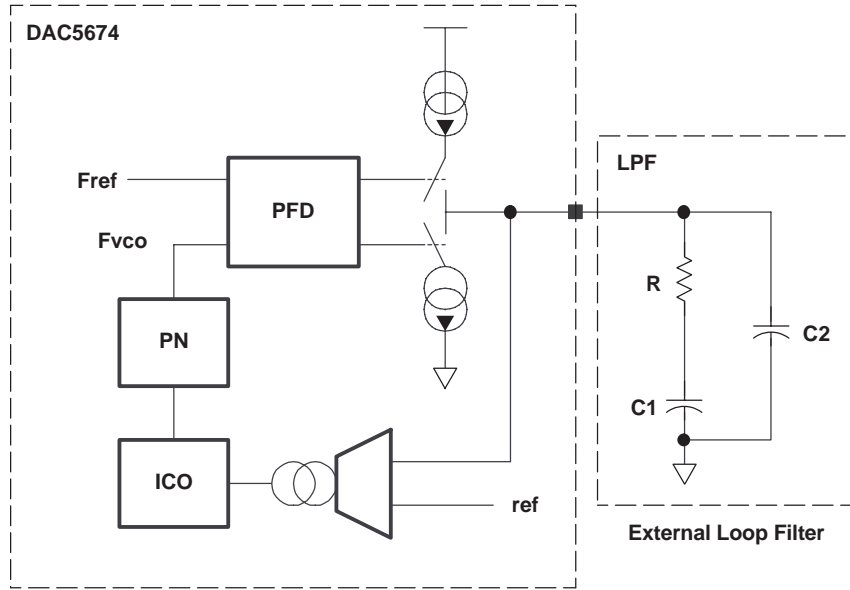 DAC5674
LPF
Fref
PFD
Fvco
R
PN
C2
C1
ICO
ref
External Loop Filter